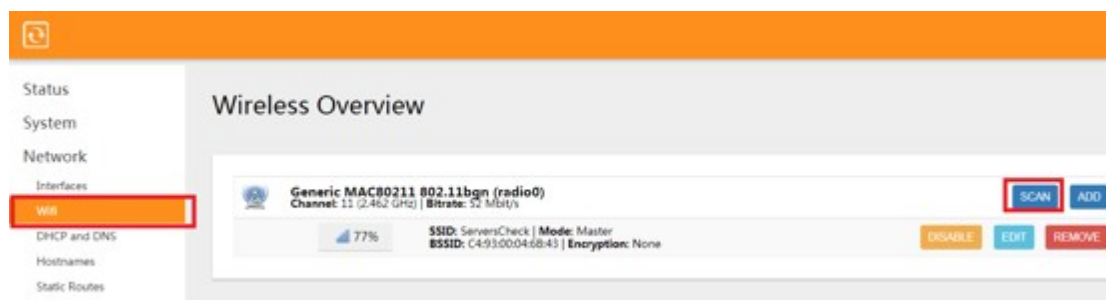 Status
System
Network
Interfaces
Wifi
DHCP and DNS
Hostnames
Static Routes
Wireless Overview
Generic MAC80211 802.11bgn (radio0)
Channel: 11 (2.462 GHz) | Bitrate: 52 Mbit/s
SCAN ADD
77%
SSID: ServersCheck | Mode: Master
BSSID: C4:93:00:04:6B:43 | Encryption: None
DISABLE EDIT REMOVE